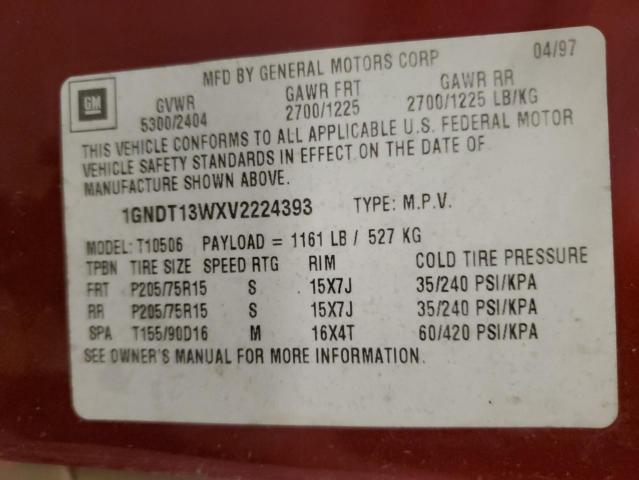 MFD BY GENERAL MOTORS CORP 04/97
GM
GVWR GAWR FRT GAWR RR
5300/2404 2700/1225 2700/1225 LB/KG
THIS VEHICLE CONFORMS TO ALL APPLICABLE U.S. FEDERAL MOTOR
VEHICLE SAFETY STANDARDS IN EFFECT ON THE DATE OF
MANUFACTURE SHOWN ABOVE.
1GNDT13WXV2224393 TYPE: M.P.V.
MODEL: T10506 PAYLOAD = 1161 LB / 527 KG
TPBN TIRE SIZE SPEED RTG RIM COLD TIRE PRESSURE
FRT P205/75R15 S 15X7J 35/240 PSI/KPA
RR P205/75R15 S 15X7J 35/240 PSI/KPA
SPA T155/90D16 M 16X4T 60/420 PSI/KPA
SEE OWNER'S MANUAL FOR MORE INFORMATION.